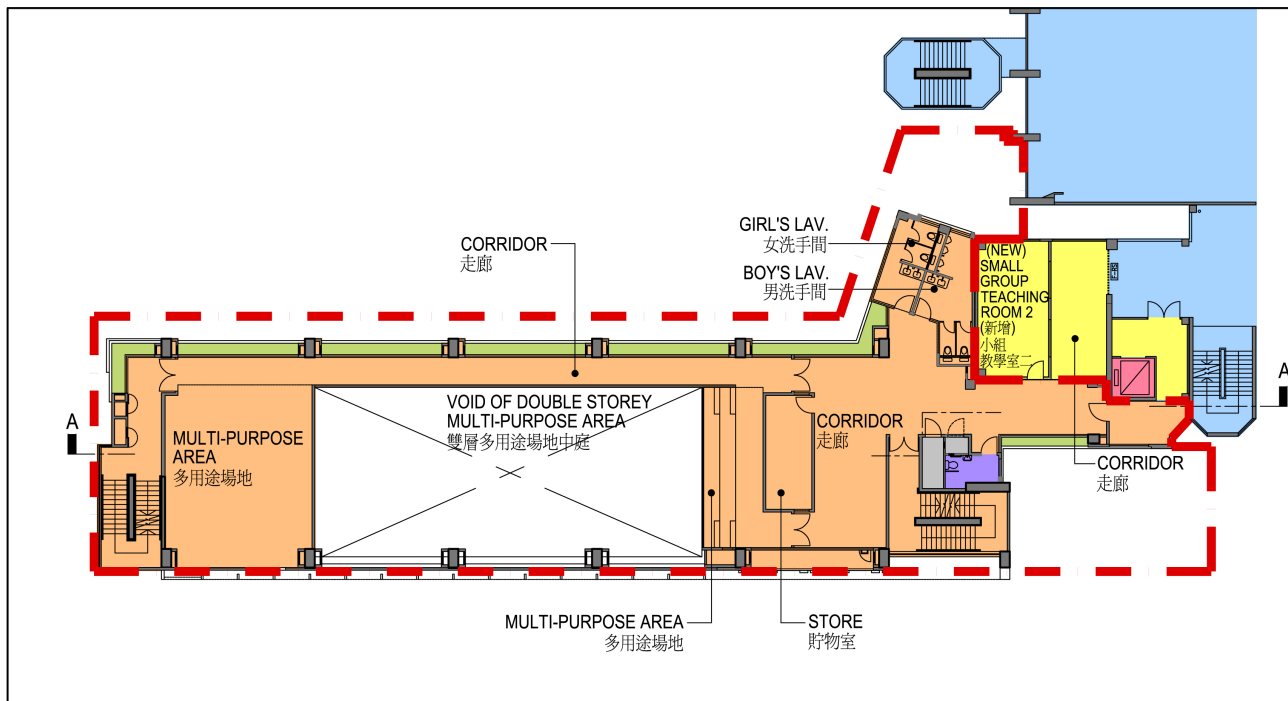 GIRL'S LAV.
女洗手間
CORRIDOR
走廊
BOY'S LAV.
男洗手間
(NEW)
SMALL
GROUP
TEACHING
ROOM 2
(新增)
小組
教學室二
A
A
VOID OF DOUBLE STOREY
MULTI-PURPOSE AREA
雙層多用途場地中庭
MULTI-PURPOSE
AREA
多用途場地
CORRIDOR
走廊
CORRIDOR
走廊
MULTI-PURPOSE AREA
多用途場地
STORE
貯物室